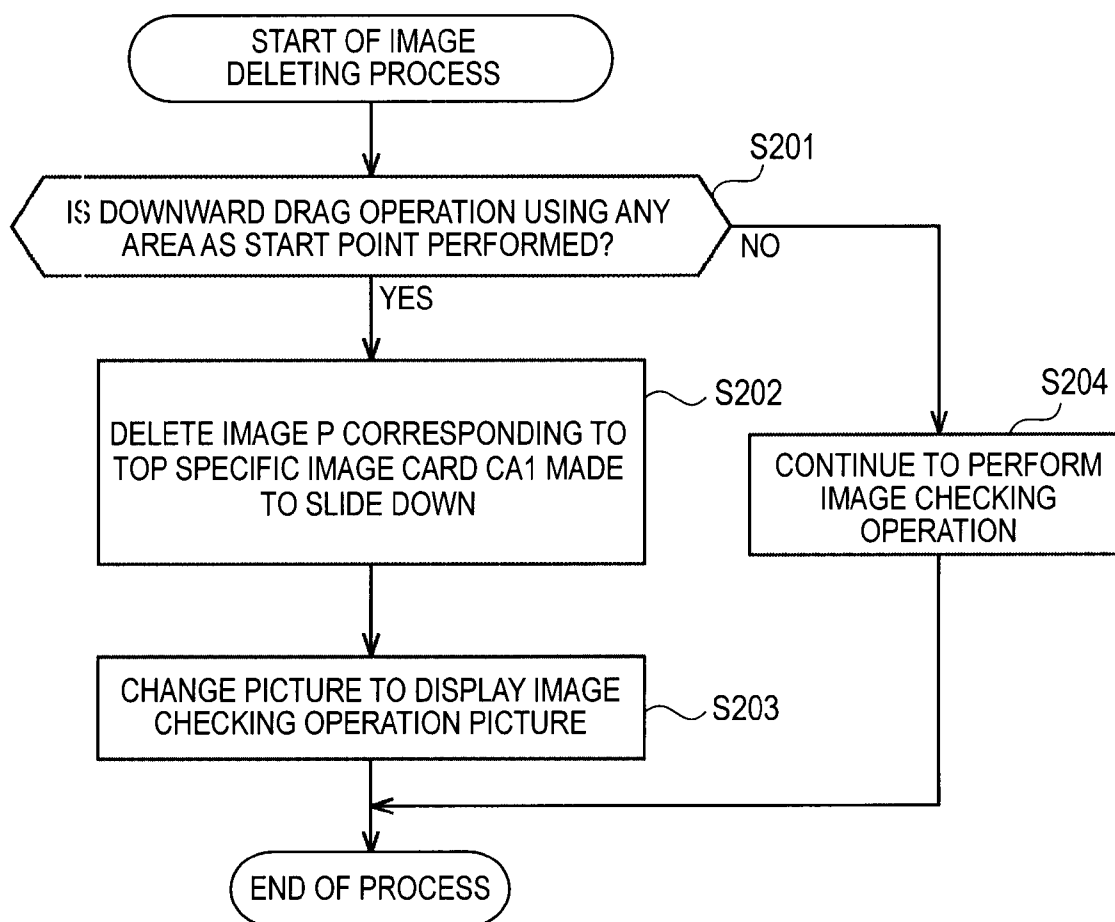 START OF IMAGE
DELETING PROCESS
S201
IS DOWNWARD DRAG OPERATION USING ANY
AREA AS START POINT PERFORMED?
NO
YES
S202
DELETE IMAGE P CORRESPONDING TO
TOP SPECIFIC IMAGE CARD CA1 MADE
TO SLIDE DOWN
S204
CONTINUE TO PERFORM
IMAGE CHECKING
OPERATION
CHANGE PICTURE TO DISPLAY IMAGE
CHECKING OPERATION PICTURE
S203
END OF PROCESS